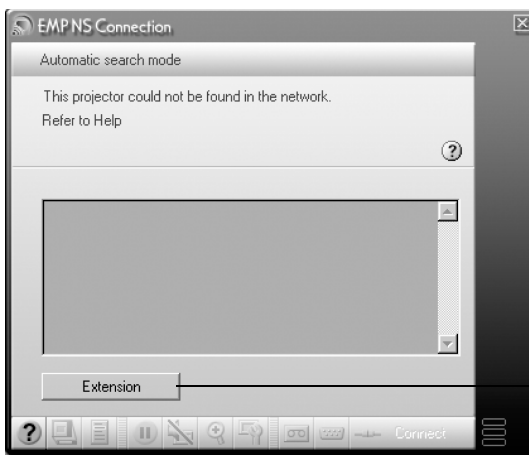 EMP NS Connection
Automatic search mode
This projector could not be found in the network.
Refer to Help
Extension
Connect